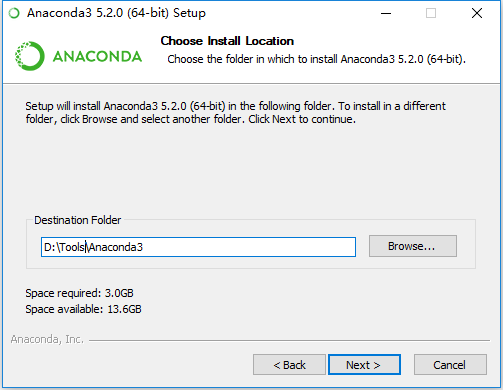 Anaconda3 5.2.0 (64-bit) Setup
Choose Install Location
Choose the folder in which to install Anaconda3 5.2.0 (64-bit).
ANACONDA
Setup will install Anaconda3 5.2.0 (64-bit) in the following folder. To install in a different
folder, click Browse and select another folder. Click Next to continue.
Destination Folder
D:\Tools\Anaconda3
Browse...
Space required: 3.0GB
Space available: 13.6GB
Anaconda, Inc.
< Back
Next >
Cancel